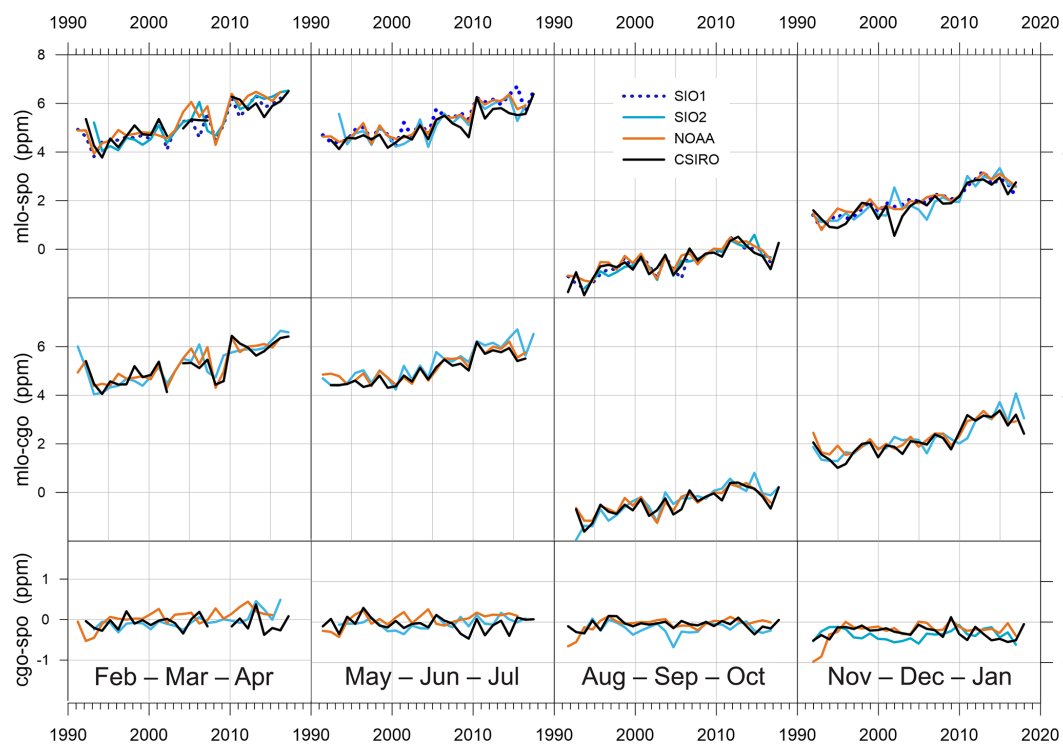 1990 2000 2010 1990 2000 2010 1990 2000 2010 1990 2000 2010 2020
8
6
4
2
0
mlo-spo (ppm)
SIO1
SIO2
NOAA
CSIRO
6
4
2
0
mlo-cgo (ppm)
1
0
-1
cgo-spo (ppm)
Feb – Mar – Apr May – Jun – Jul Aug – Sep – Oct Nov – Dec – Jan
1990 2000 2010 1990 2000 2010 1990 2000 2010 1990 2000 2010 2020